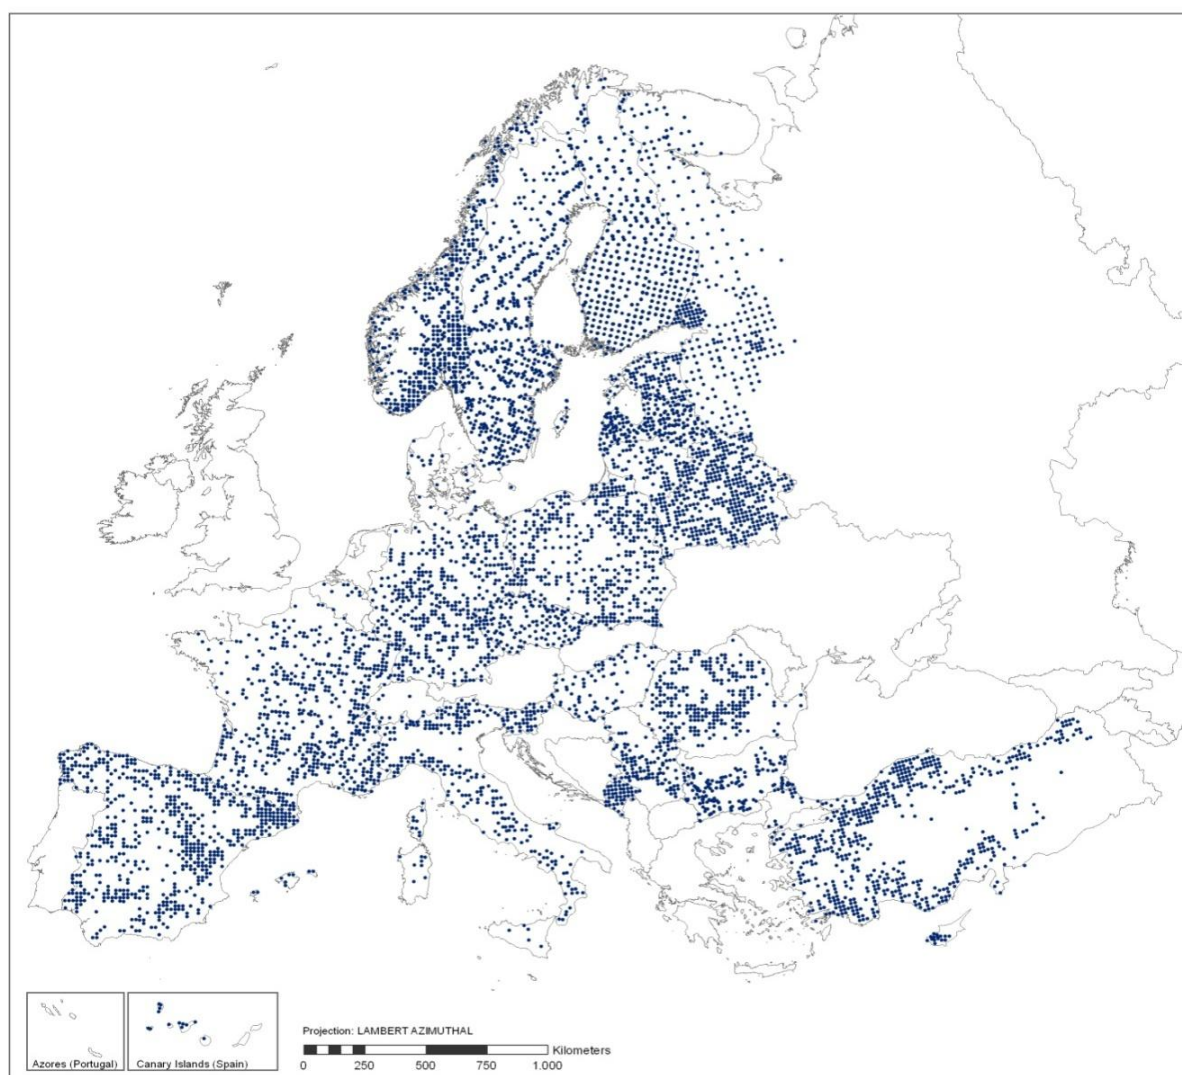 Azores (Portugal)
Canary Islands (Spain)
Projection: LAMBERT AZIMUTHAL
Kilometers
0 250 500 750 1.000